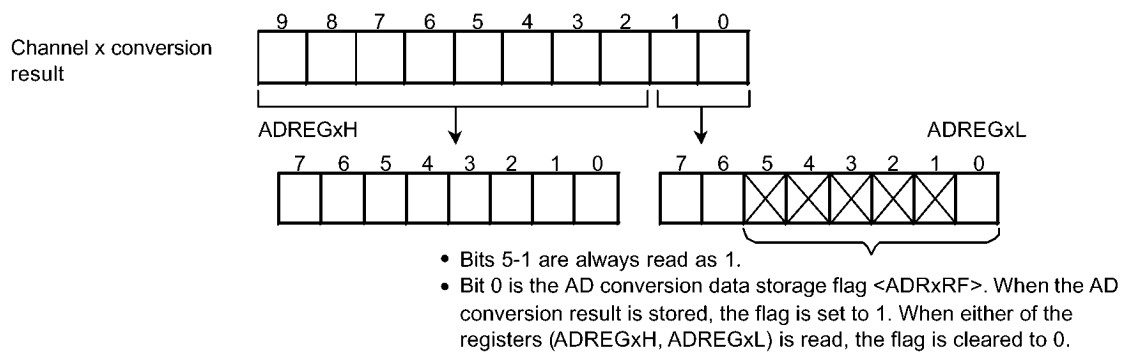 9 8 7 6 5 4 3 2 1 0
Channel x conversion
result
ADREGxH
ADREGxL
7 6 5 4 3 2 1 0
7 6 5 4 3 2 1 0
• Bits 5-1 are always read as 1.
• Bit 0 is the AD conversion data storage flag <ADRxRF>. When the AD
conversion result is stored, the flag is set to 1. When either of the
registers (ADREGxH, ADREGxL) is read, the flag is cleared to 0.